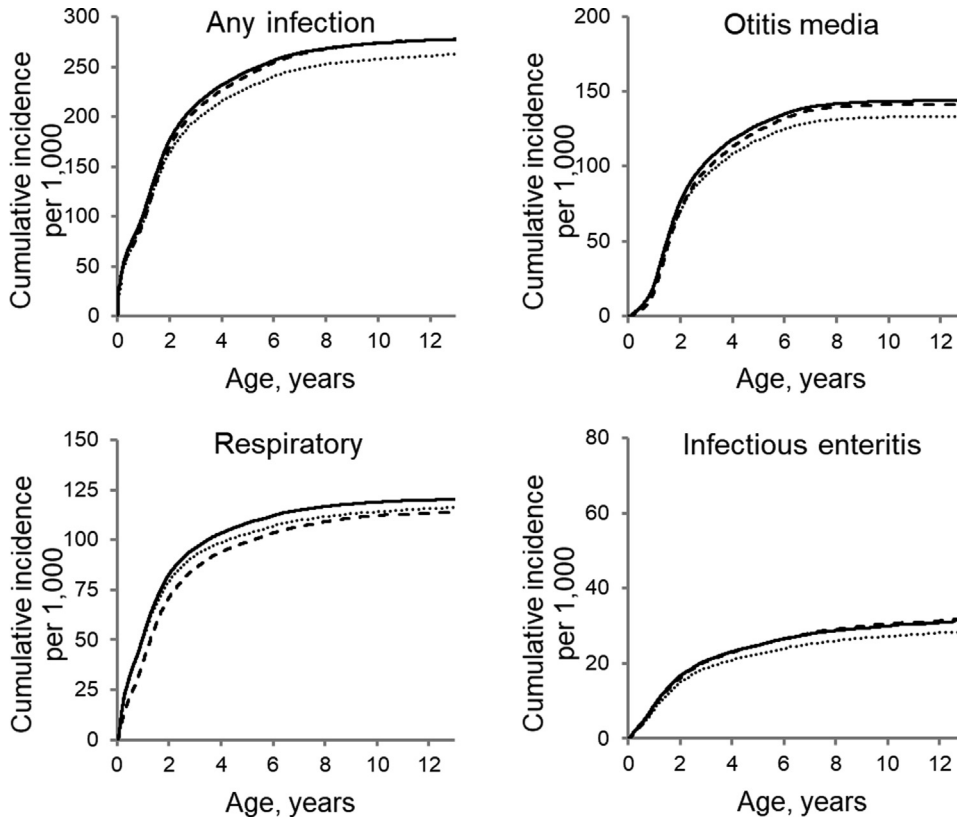 Any infection
Cumulative incidence
per 1,000
300
250
200
150
100
50
0
0 2 4 6 8 10 12
Age, years
Otitis media
Cumulative incidence
per 1,000
200
150
100
50
0
0 2 4 6 8 10 12
Age, years
Respiratory
Cumulative incidence
per 1,000
150
125
100
75
50
25
0
0 2 4 6 8 10 12
Age, years
Infectious enteritis
Cumulative incidence
per 1,000
80
60
40
20
0
0 2 4 6 8 10 12
Age, years